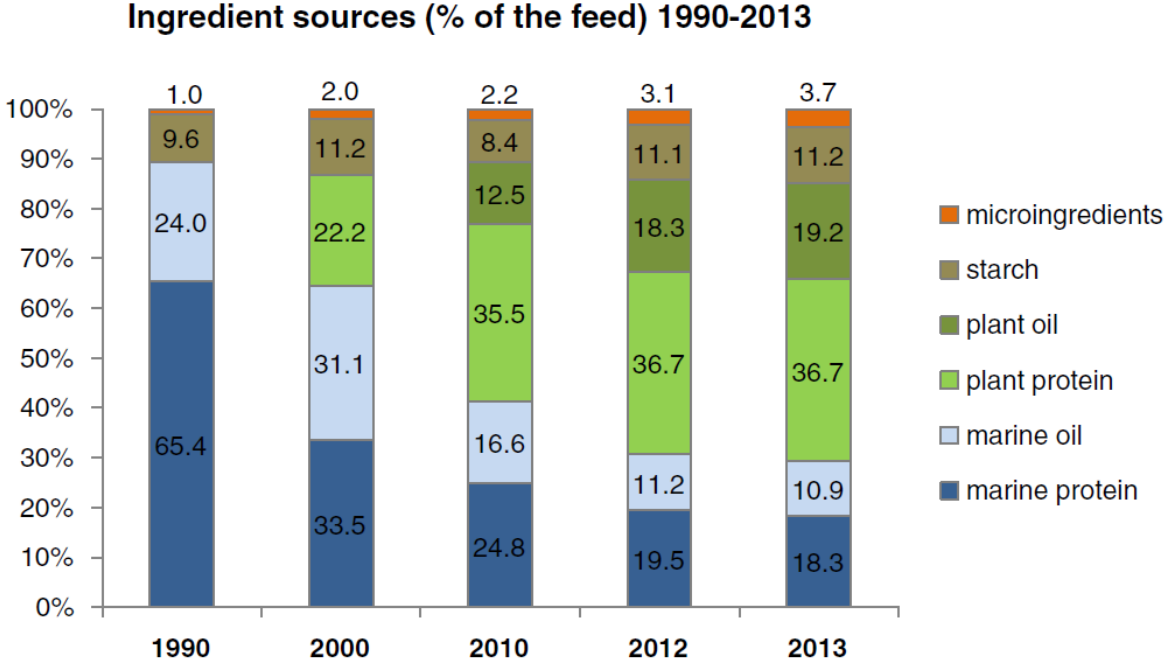 Ingredient sources (% of the feed) 1990-2013
1.0 2.0 2.2 3.1 3.7
100%
9.6 11.2 8.4 11.1 11.2
90%
12.5
80%
24.0 22.2 18.3 19.2
microingredients
70%
starch
60%
35.5
plant oil
50%
31.1 36.7 36.7
plant protein
40%
16.6
marine oil
30%
65.4
11.2 10.9
marine protein
20%
33.5 24.8 19.5 18.3
10%
0%
1990 2000 2010 2012 2013